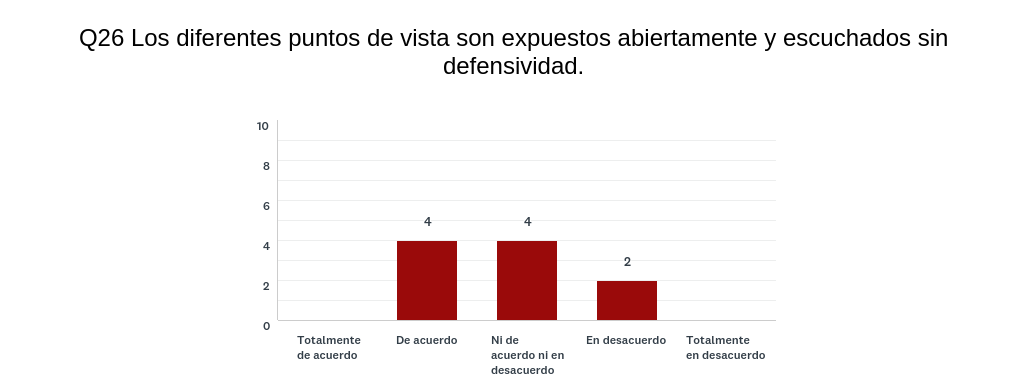 Q26 Los diferentes puntos de vista son expuestos abiertamente y escuchados sin
defensividad.
10
8
6
4
2
0
4
4
2
Totalmente
de acuerdo
De acuerdo
Ni de
acuerdo ni en
desacuerdo
En desacuerdo
Totalmente
en desacuerdo